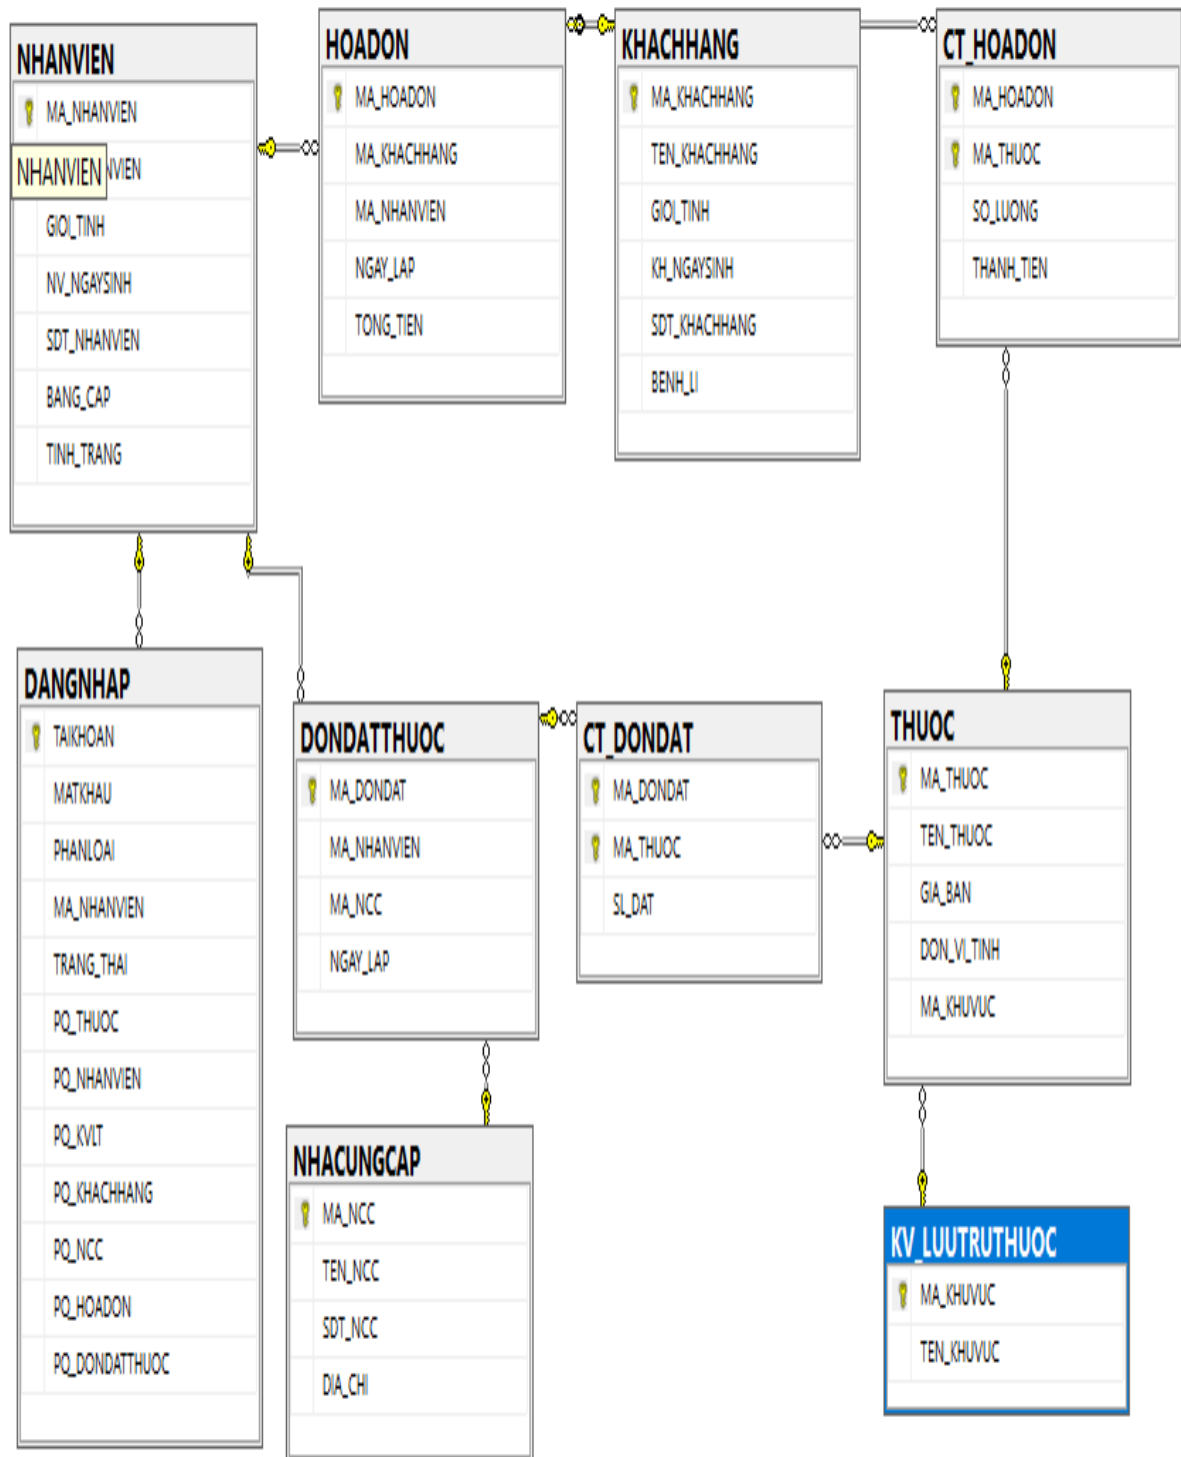 NHANVIEN
MA_NHANVIEN
NHANVIEN
GIOI_TINH
NV_NGAYSINH
SDT_NHANVIEN
BANG_CAP
TINH_TRANG
HOADON
MA_HOADON
MA_KHACHHANG
MA_NHANVIEN
NGAY_LAP
TONG_TIEN
KHACHHANG
MA_KHACHHANG
TEN_KHACHHANG
GIOI_TINH
KH_NGAYSINH
SDT_KHACHHANG
BENH_LI
CT_HOADON
MA_HOADON
MA_THUOC
SO_LUONG
THANH_TIEN
DANGNHAP
TAIKHOAN
MATKHAU
PHANLOAI
MA_NHANVIEN
TRANG_THAI
PQ_THUOC
PQ_NHANVIEN
PQ_KVLT
PQ_KHACHHANG
PQ_NCC
PQ_HOADON
PQ_DONDATTHUOC
DONDATTHUOC
MA_DONDAT
MA_NHANVIEN
MA_NCC
NGAY_LAP
CT_DONDAT
MA_DONDAT
MA_THUOC
SL_DAT
THUOC
MA_THUOC
TEN_THUOC
GIA_BAN
DON_VI_TINH
MA_KHUVUC
NHACUNGCAP
MA_NCC
TEN_NCC
SDT_NCC
DIA_CHI
KV_LUUTRUTHUOC
MA_KHUVUC
TEN_KHUVUC